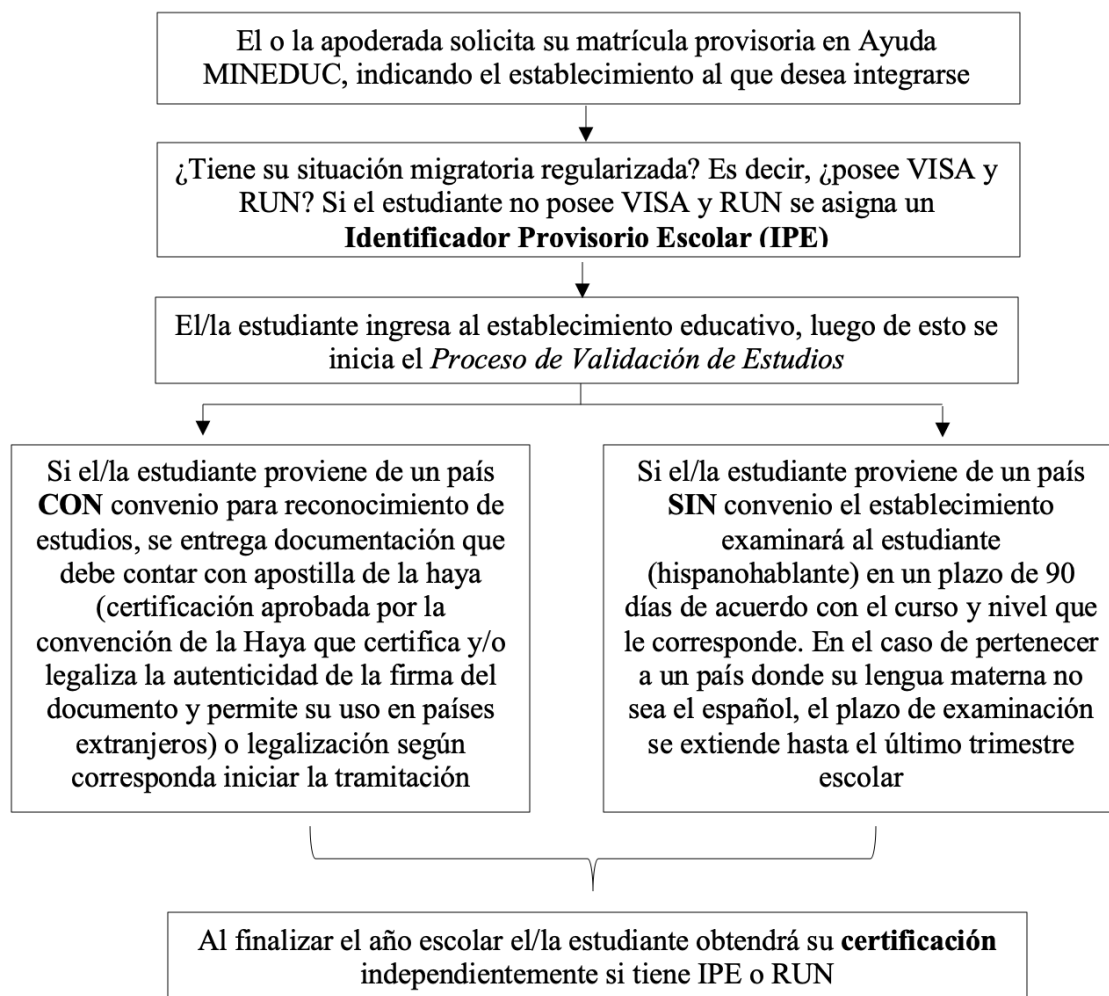 El o la apoderada solicita su matrícula provisoria en Ayuda
MINEDUC, indicando el establecimiento al que desea integrarse
¿Tiene su situación migratoria regularizada? Es decir, ¿posee VISA y
RUN? Si el estudiante no posee VISA y RUN se asigna un
Identificador Provisorio Escolar (IPE)
El/la estudiante ingresa al establecimiento educativo, luego de esto se
inicia el Proceso de Validación de Estudios
Si el/la estudiante proviene de un país
CON convenio para reconocimiento de
estudios, se entrega documentación que
debe contar con apostilla de la haya
(certificación aprobada por la
convención de la Haya que certifica y/o
legaliza la autenticidad de la firma del
documento y permite su uso en países
extranjeros) o legalización según
corresponda iniciar la tramitación
Si el/la estudiante proviene de un país
SIN convenio el establecimiento
examinará al estudiante
(hispanohablante) en un plazo de 90
días de acuerdo con el curso y nivel que
le corresponde. En el caso de pertenecer
a un país donde su lengua materna no
sea el español, el plazo de examinación
se extiende hasta el último trimestre
escolar
Al finalizar el año escolar el/la estudiante obtendrá su certificación
independientemente si tiene IPE o RUN